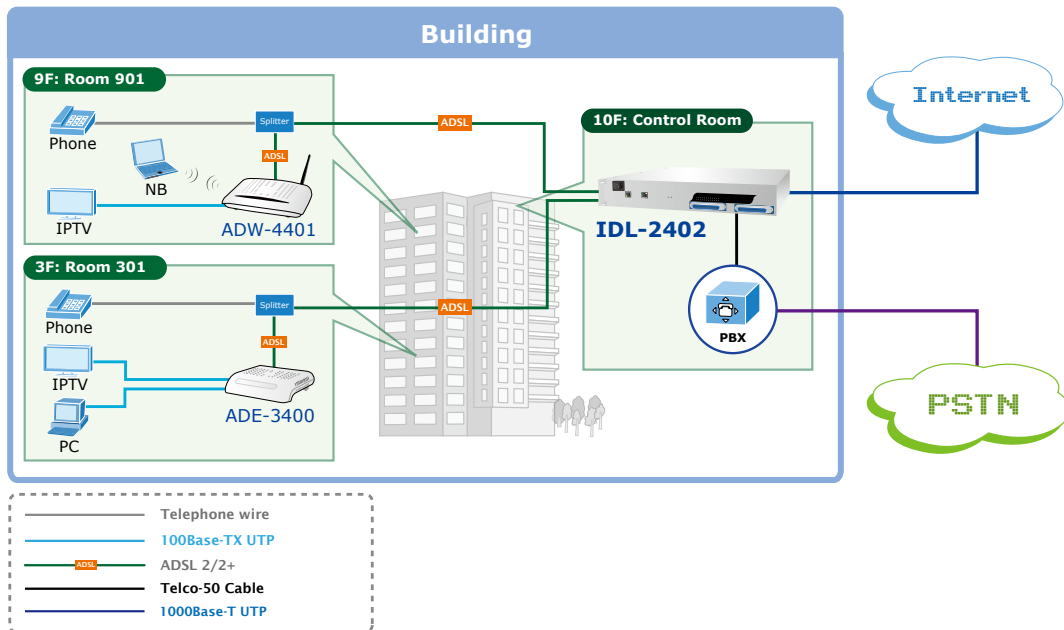 Building
9F: Room 901
Phone
Splitter
ADSL
ADSL
NB
IPTV
ADW-4401
10F: Control Room
IDL-2402
PBX
Internet
PSTN
3F: Room 301
Phone
Splitter
ADSL
ADSL
IPTV
PC
ADE-3400
Telephone wire
100Base-TX UTP
ADSL
ADSL 2/2+
Telco-50 Cable
1000Base-T UTP